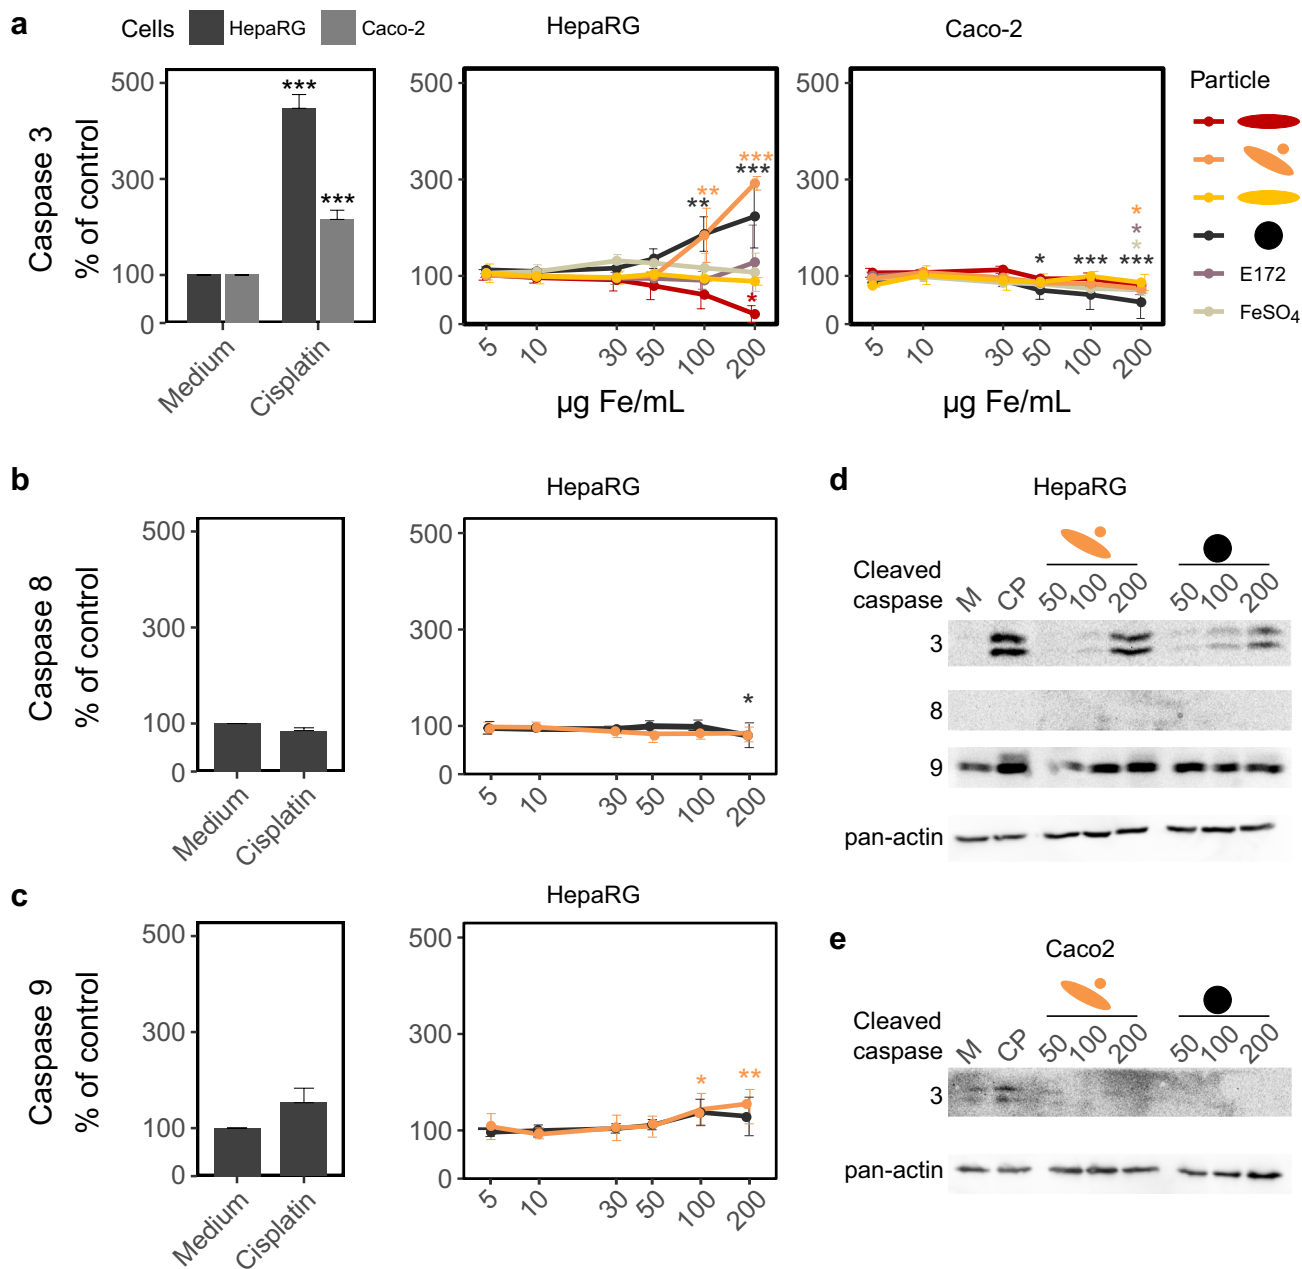 a
Cells HepaRG Caco-2
HepaRG
Caco-2
Caspase 3
% of control
500
300
100
0
***
***
Medium
Cisplatin
500
300
100
0
***
***
**
**
*
5 10 30 50 100 200
µg Fe/mL
500
300
100
0
*
*
*
* *** ***
5 10 30 50 100 200
µg Fe/mL
Particle
E172
FeSO4
b
HepaRG
Caspase 8
% of control
500
300
100
0
Medium
Cisplatin
500
300
100
0
*
5 10 30 50 100 200
c
HepaRG
Caspase 9
% of control
500
300
100
0
Medium
Cisplatin
500
300
100
0
* **
5 10 30 50 100 200
d
HepaRG
Cleaved
caspase
M CP 50 100 200 50 100 200
3
8
9
pan-actin
e
Caco2
Cleaved
caspase
M CP 50 100 200 50 100 200
3
pan-actin